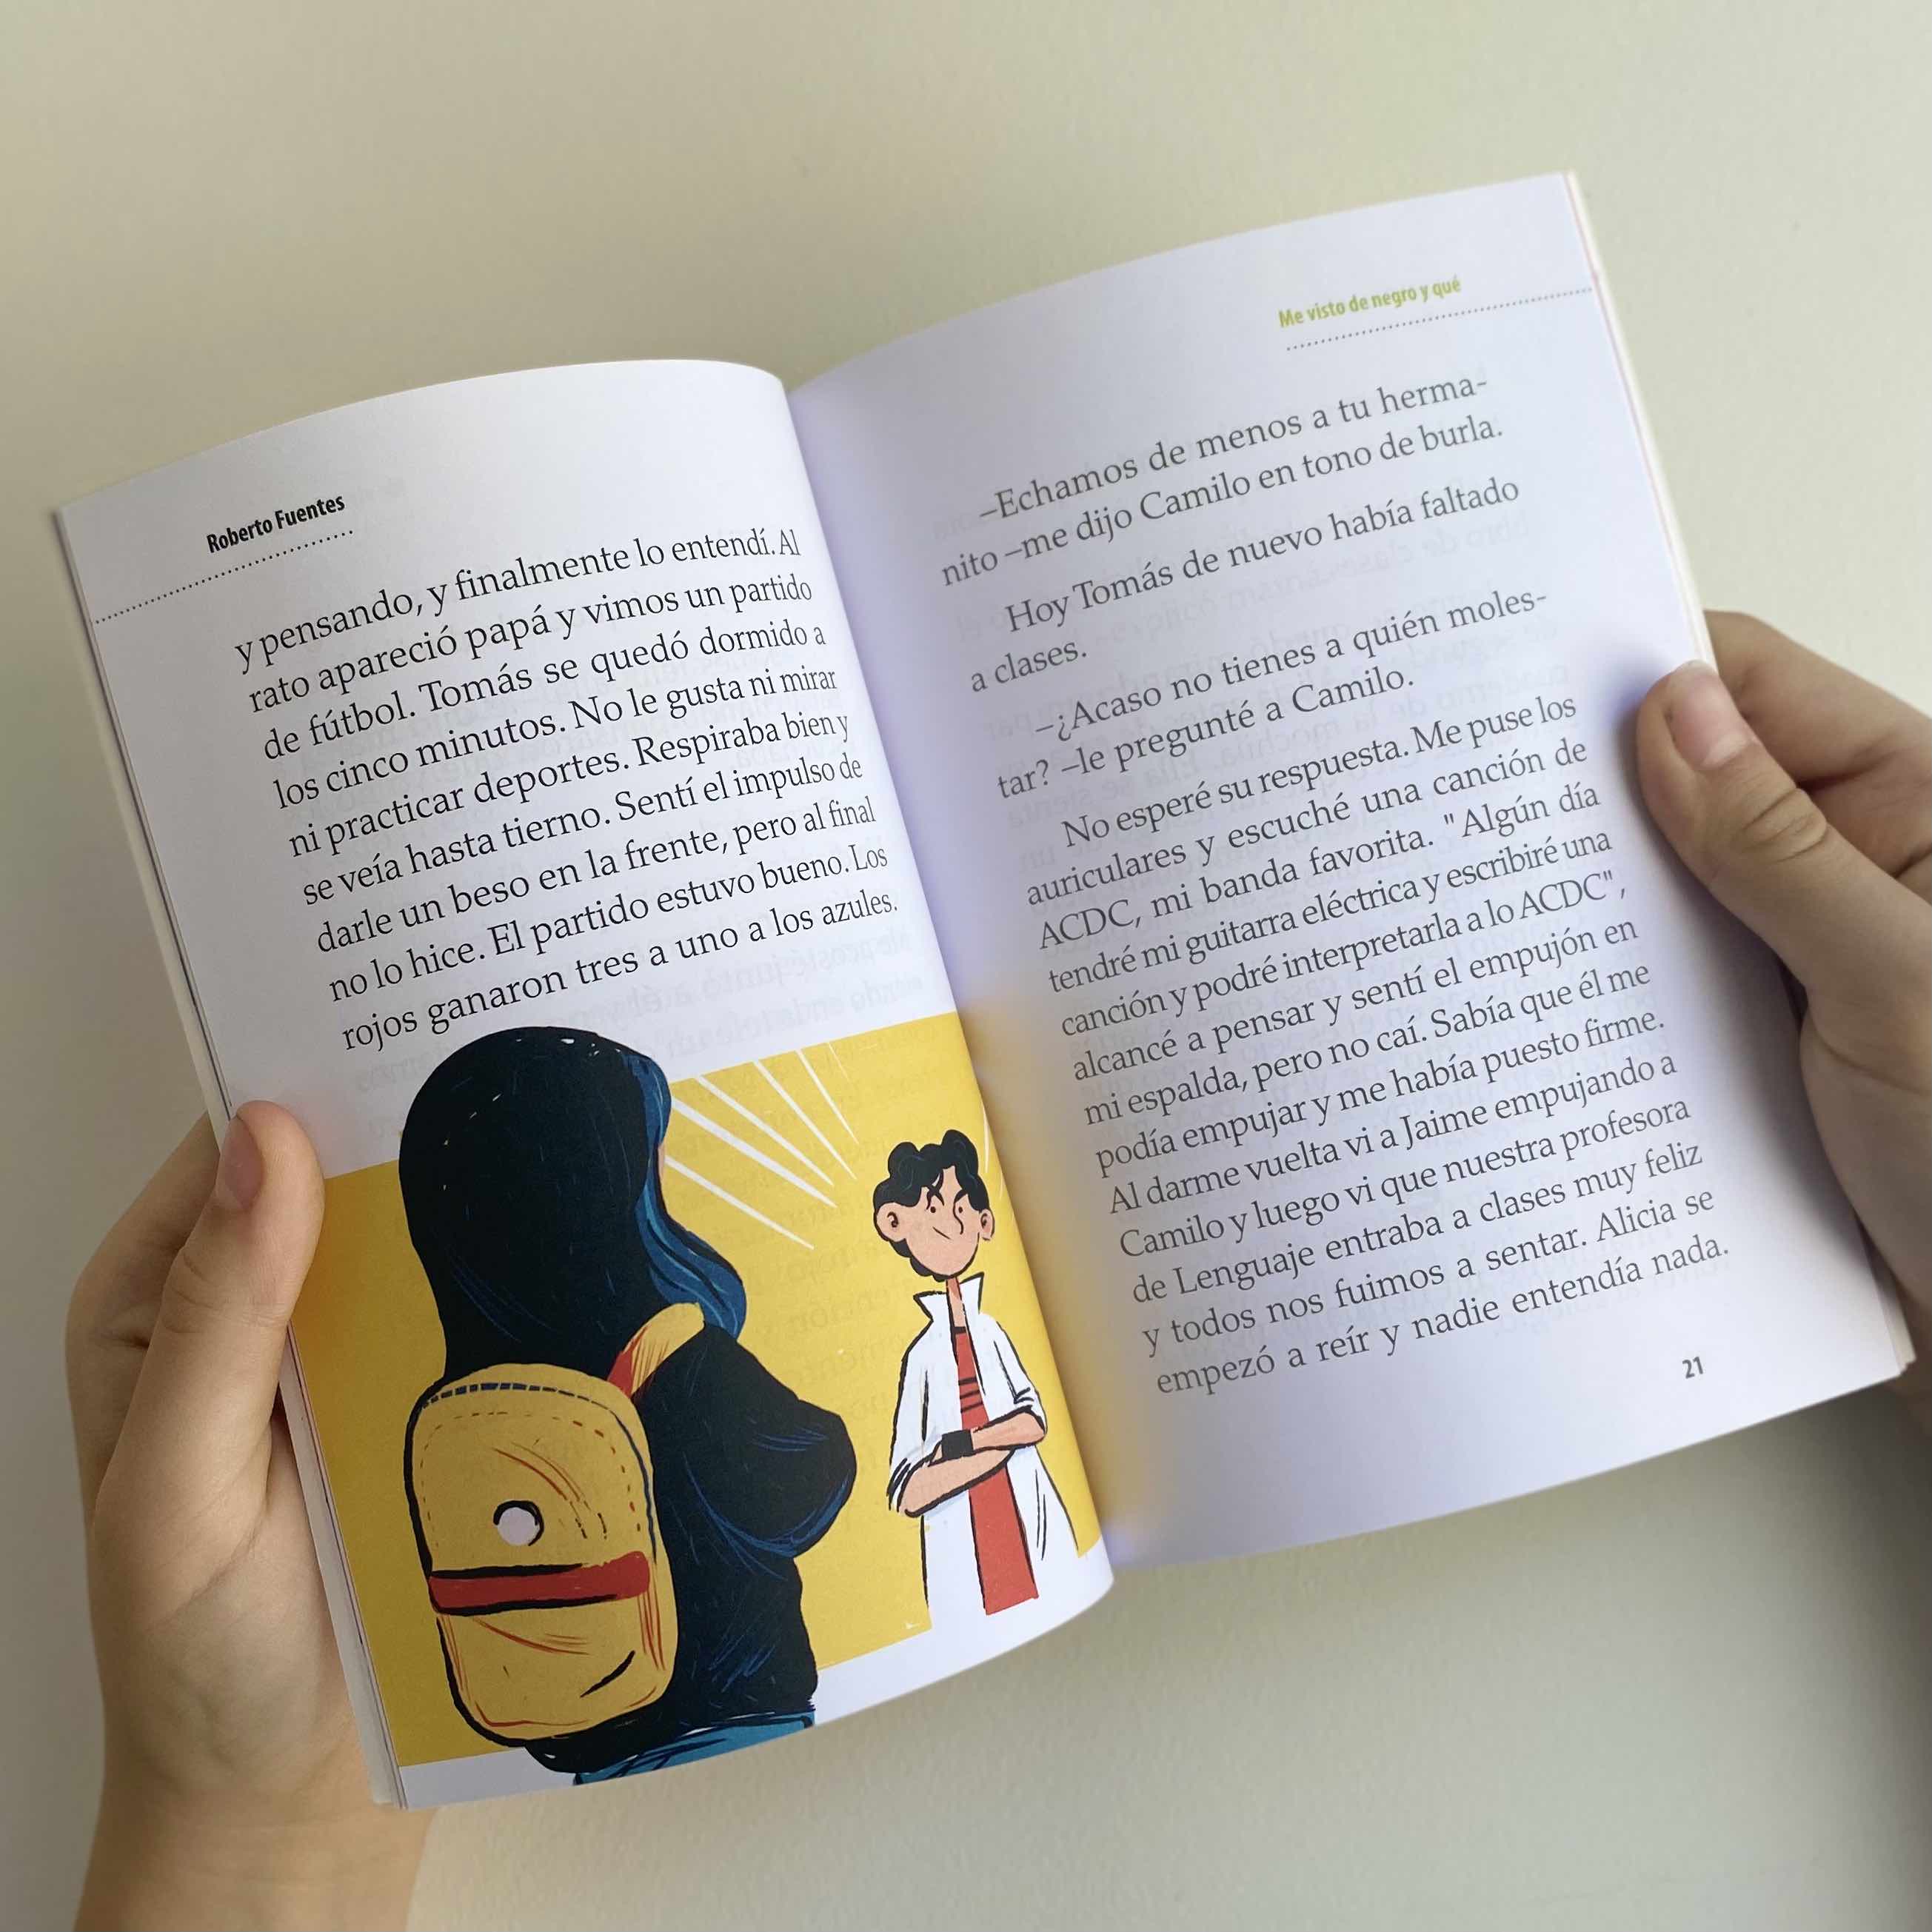 Roberto Fuentes
y pensando, y finalmente lo entendí. Al
rato apareció papá y vimos un partido
de fútbol. Tomás se quedó dormido a
los cinco minutos. No le gusta ni mirar
ni practicar deportes. Respiraba bien y
se veía hasta tierno. Sentí el impulso de
darle un beso en la frente, pero al final
no lo hice. El partido estuvo bueno. Los
rojos ganaron tres a uno a los azules.
Me visto de negro y qué
–Echamos de menos a tu herma-
nito –me dijo Camilo en tono de burla.
Hoy Tomás de nuevo había faltado
a clases.
–¿Acaso no tienes a quién moles-
tar? –le pregunté a Camilo.
No esperé su respuesta. Me puse los
auriculares y escuché una canción de
ACDC, mi banda favorita. " Algún día
tendré mi guitarra eléctrica y escribiré una
canción y podré interpretarla a lo ACDC",
alcancé a pensar y sentí el empujón en
mi espalda, pero no caí. Sabía que él me
podía empujar y me había puesto firme.
Al darme vuelta vi a Jaime empujando a
Camilo y luego vi que nuestra profesora
de Lenguaje entraba a clases muy feliz
y todos nos fuimos a sentar. Alicia se
empezó a reír y nadie entendía nada.
21